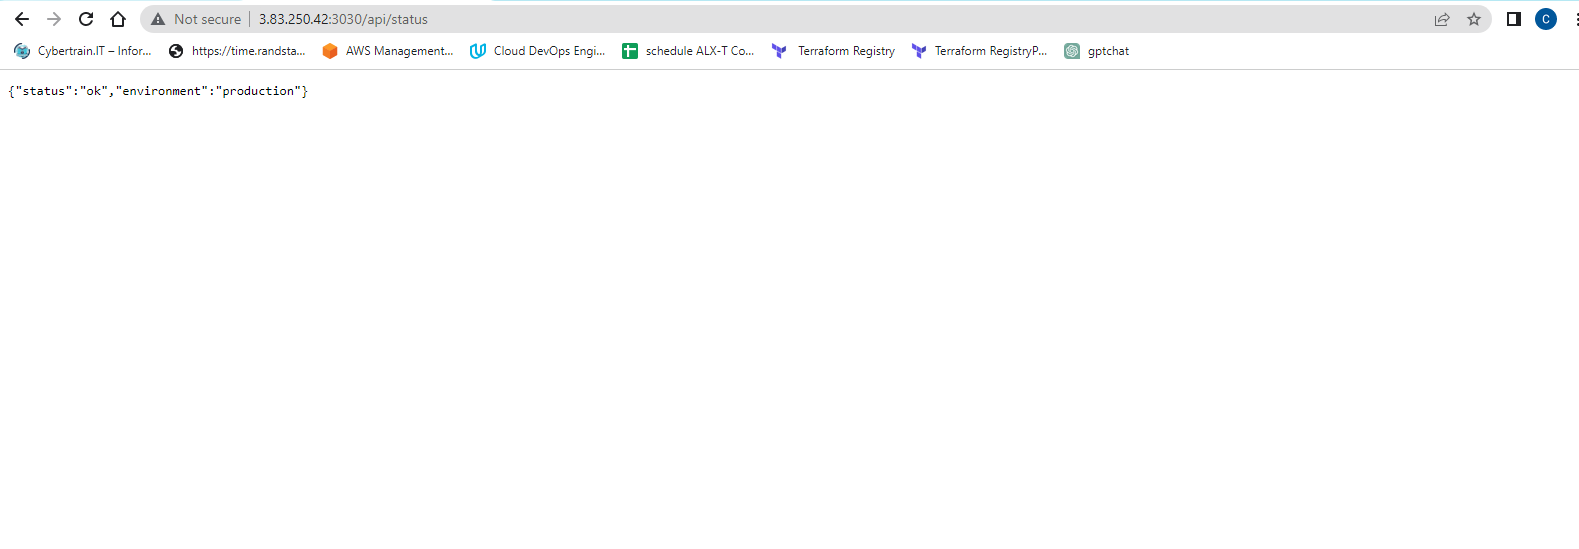 Not secure | 3.83.250.42:3030/api/status
C
Cybertrain.IT – Infor... https://time.randsta... AWS Management... Cloud DevOps Engi... schedule ALX-T Co... Terraform Registry Terraform RegistryP... gptchat
{"status":"ok","environment":"production"}